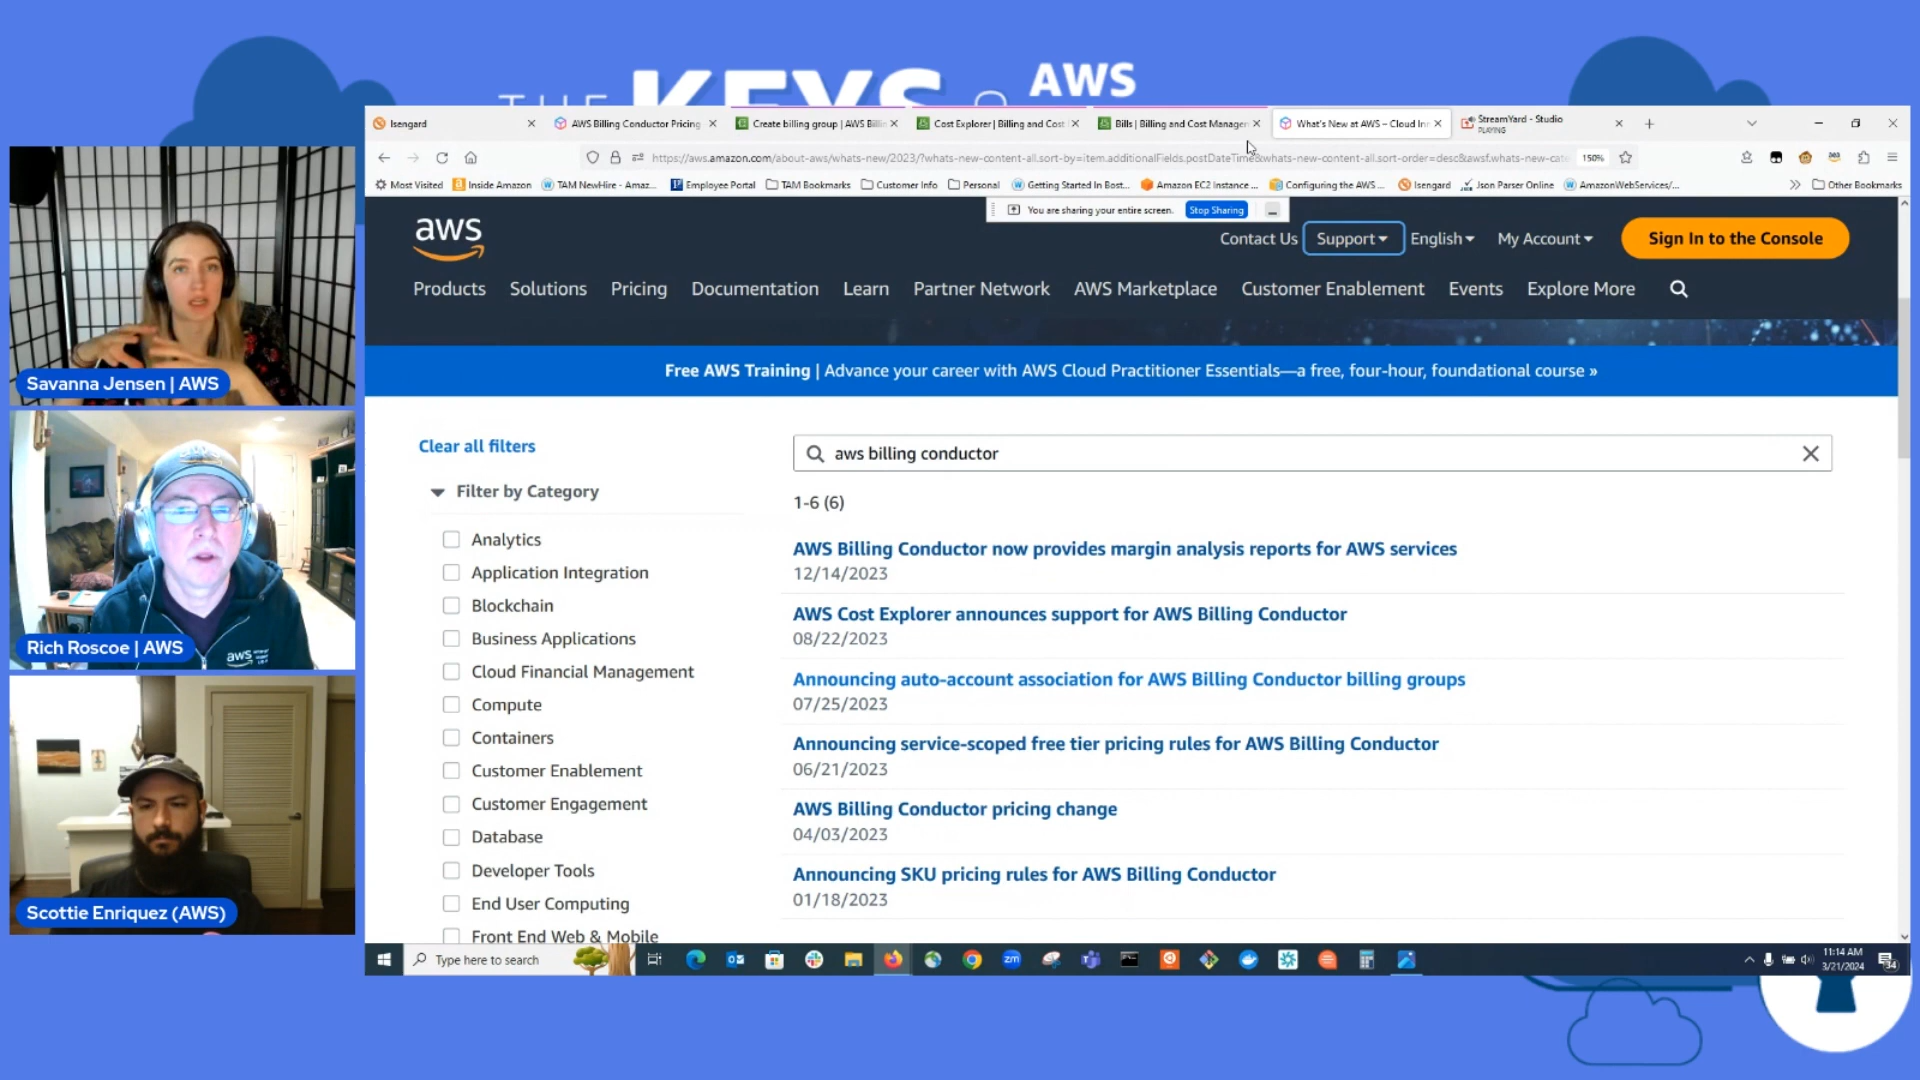 THE KEYS
AWS
Isengard
AWS Billing Conductor Pricing
Create billing group | AWS Billin
Cost Explorer | Billing and Cost
Bills | Billing and Cost Manager
What's New at AWS – Cloud Inn
StreamYard - Studio
PLAYING
https://aws.amazon.com/about-aws/whats-new/2023/?whats-new-content-all.sort-by=item.additionalFields.postDateTime&whats-new-content-all.sort-order=desc&awsf.whats-new-cate
150%
Most Visited
Inside Amazon
TAM NewHire - Amaz...
Employee Portal
TAM Bookmarks
Customer Info
Personal
Getting Started In Bost...
Amazon EC2 Instance ...
Configuring the AWS ...
Isengard
Json Parser Online
AmazonWebServices/...
Other Bookmarks
You are sharing your entire screen.
Stop Sharing
aws
Contact Us
Support
English
My Account
Sign In to the Console
Products
Solutions
Pricing
Documentation
Learn
Partner Network
AWS Marketplace
Customer Enablement
Events
Explore More
Free AWS Training | Advance your career with AWS Cloud Practitioner Essentials—a free, four-hour, foundational course »
Clear all filters
Filter by Category
Analytics
Application Integration
Blockchain
Business Applications
Cloud Financial Management
Compute
Containers
Customer Enablement
Customer Engagement
Database
Developer Tools
End User Computing
Front End Web & Mobile
aws billing conductor
1-6 (6)
AWS Billing Conductor now provides margin analysis reports for AWS services
12/14/2023
AWS Cost Explorer announces support for AWS Billing Conductor
08/22/2023
Announcing auto-account association for AWS Billing Conductor billing groups
07/25/2023
Announcing service-scoped free tier pricing rules for AWS Billing Conductor
06/21/2023
AWS Billing Conductor pricing change
04/03/2023
Announcing SKU pricing rules for AWS Billing Conductor
01/18/2023
Savanna Jensen | AWS
aws
Rich Roscoe | AWS
Scottie Enriquez (AWS)
Type here to search
zm
11:14 AM
3/21/2024
34